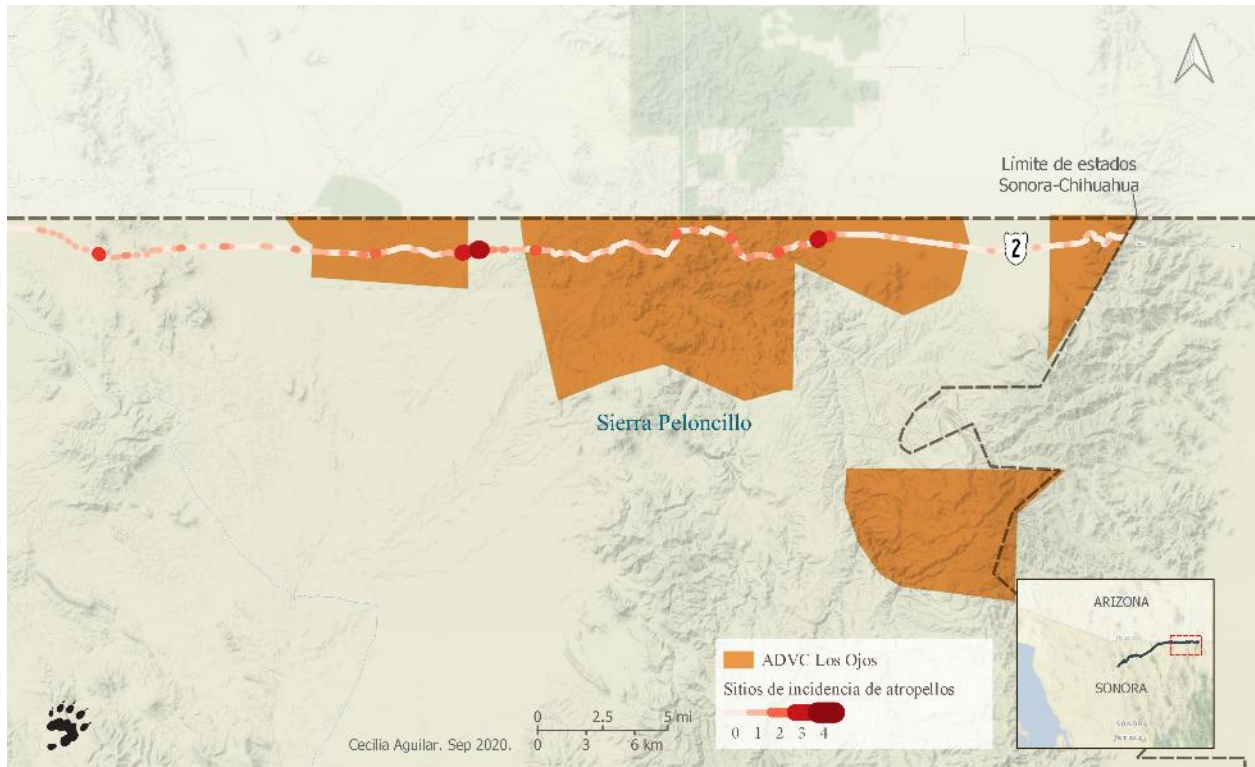 Límite de estados
Sonora-Chihuahua
2
Sierra Peloncillo
ADVC Los Ojos
Sitios de incidencia de atropellos
0 1 2 3 4
0 2.5 5 mi
0 3 6 km
Cecilia Aguilar. Sep 2020.
ARIZONA
SONORA
SONORA